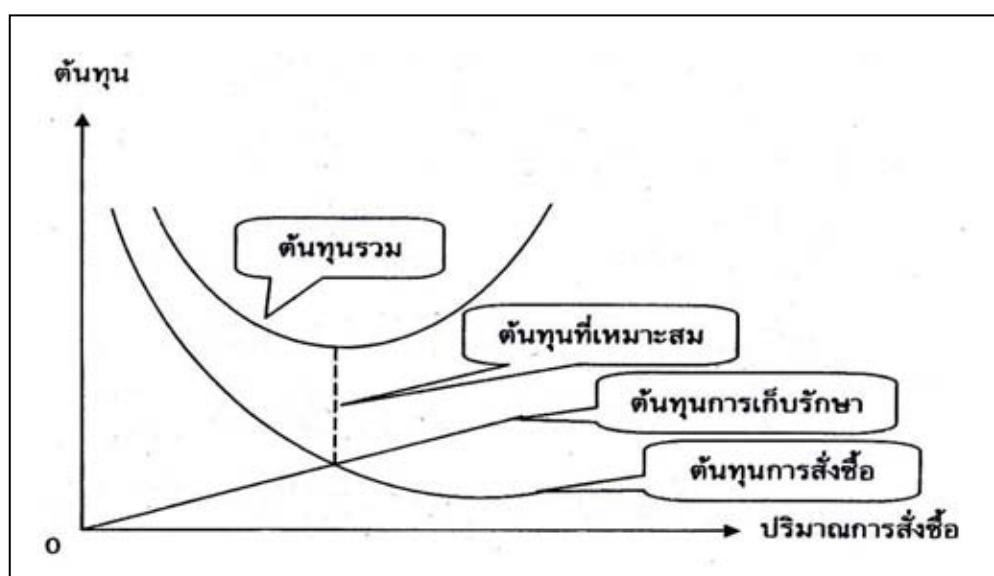 ต้นทุน
ต้นทุนรวม
ต้นทุนที่เหมาะสม
ต้นทุนการเก็บรักษา
ต้นทุนการสั่งซื้อ
ปริมาณการสั่งซื้อ
0